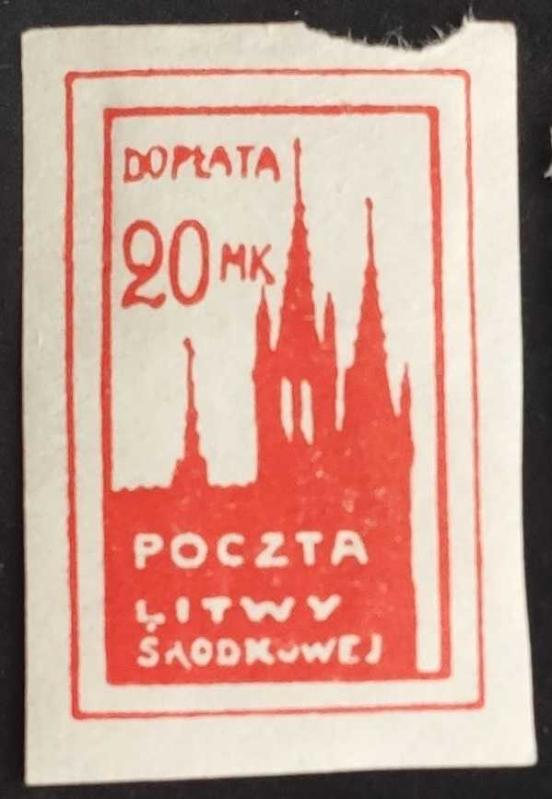 DOPŁATA
20 MK
POCZTA
LITWY
ŚRODKOWEJ